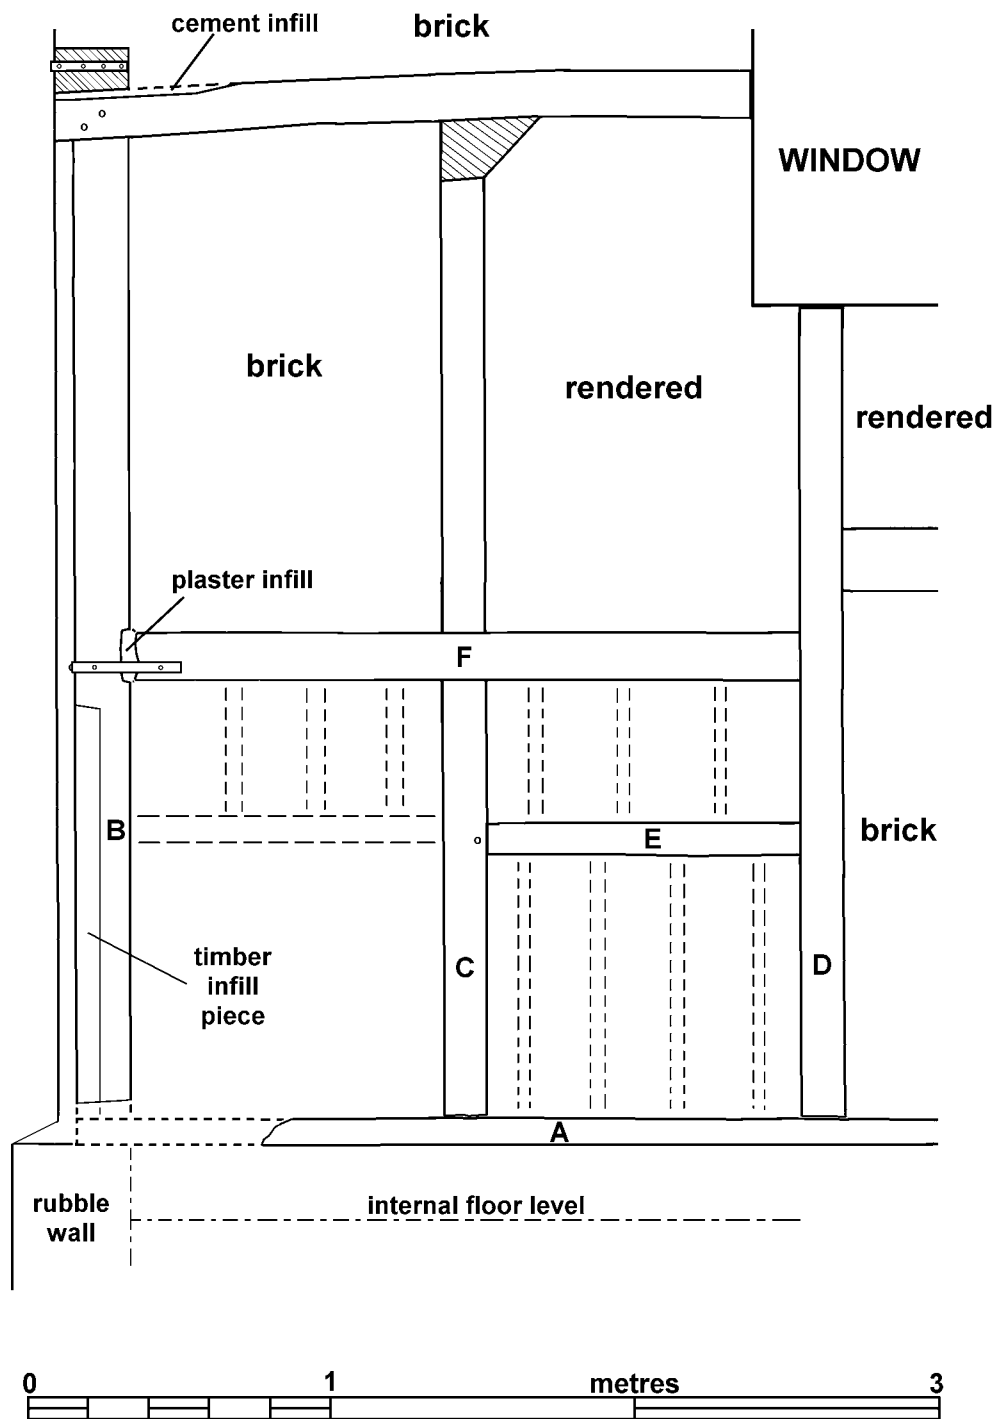 cement infill
brick
WINDOW
brick
rendered
rendered
plaster infill
F
B
E
brick
timber
infill
piece
C
D
A
rubble
wall
internal floor level
0
1
metres
3